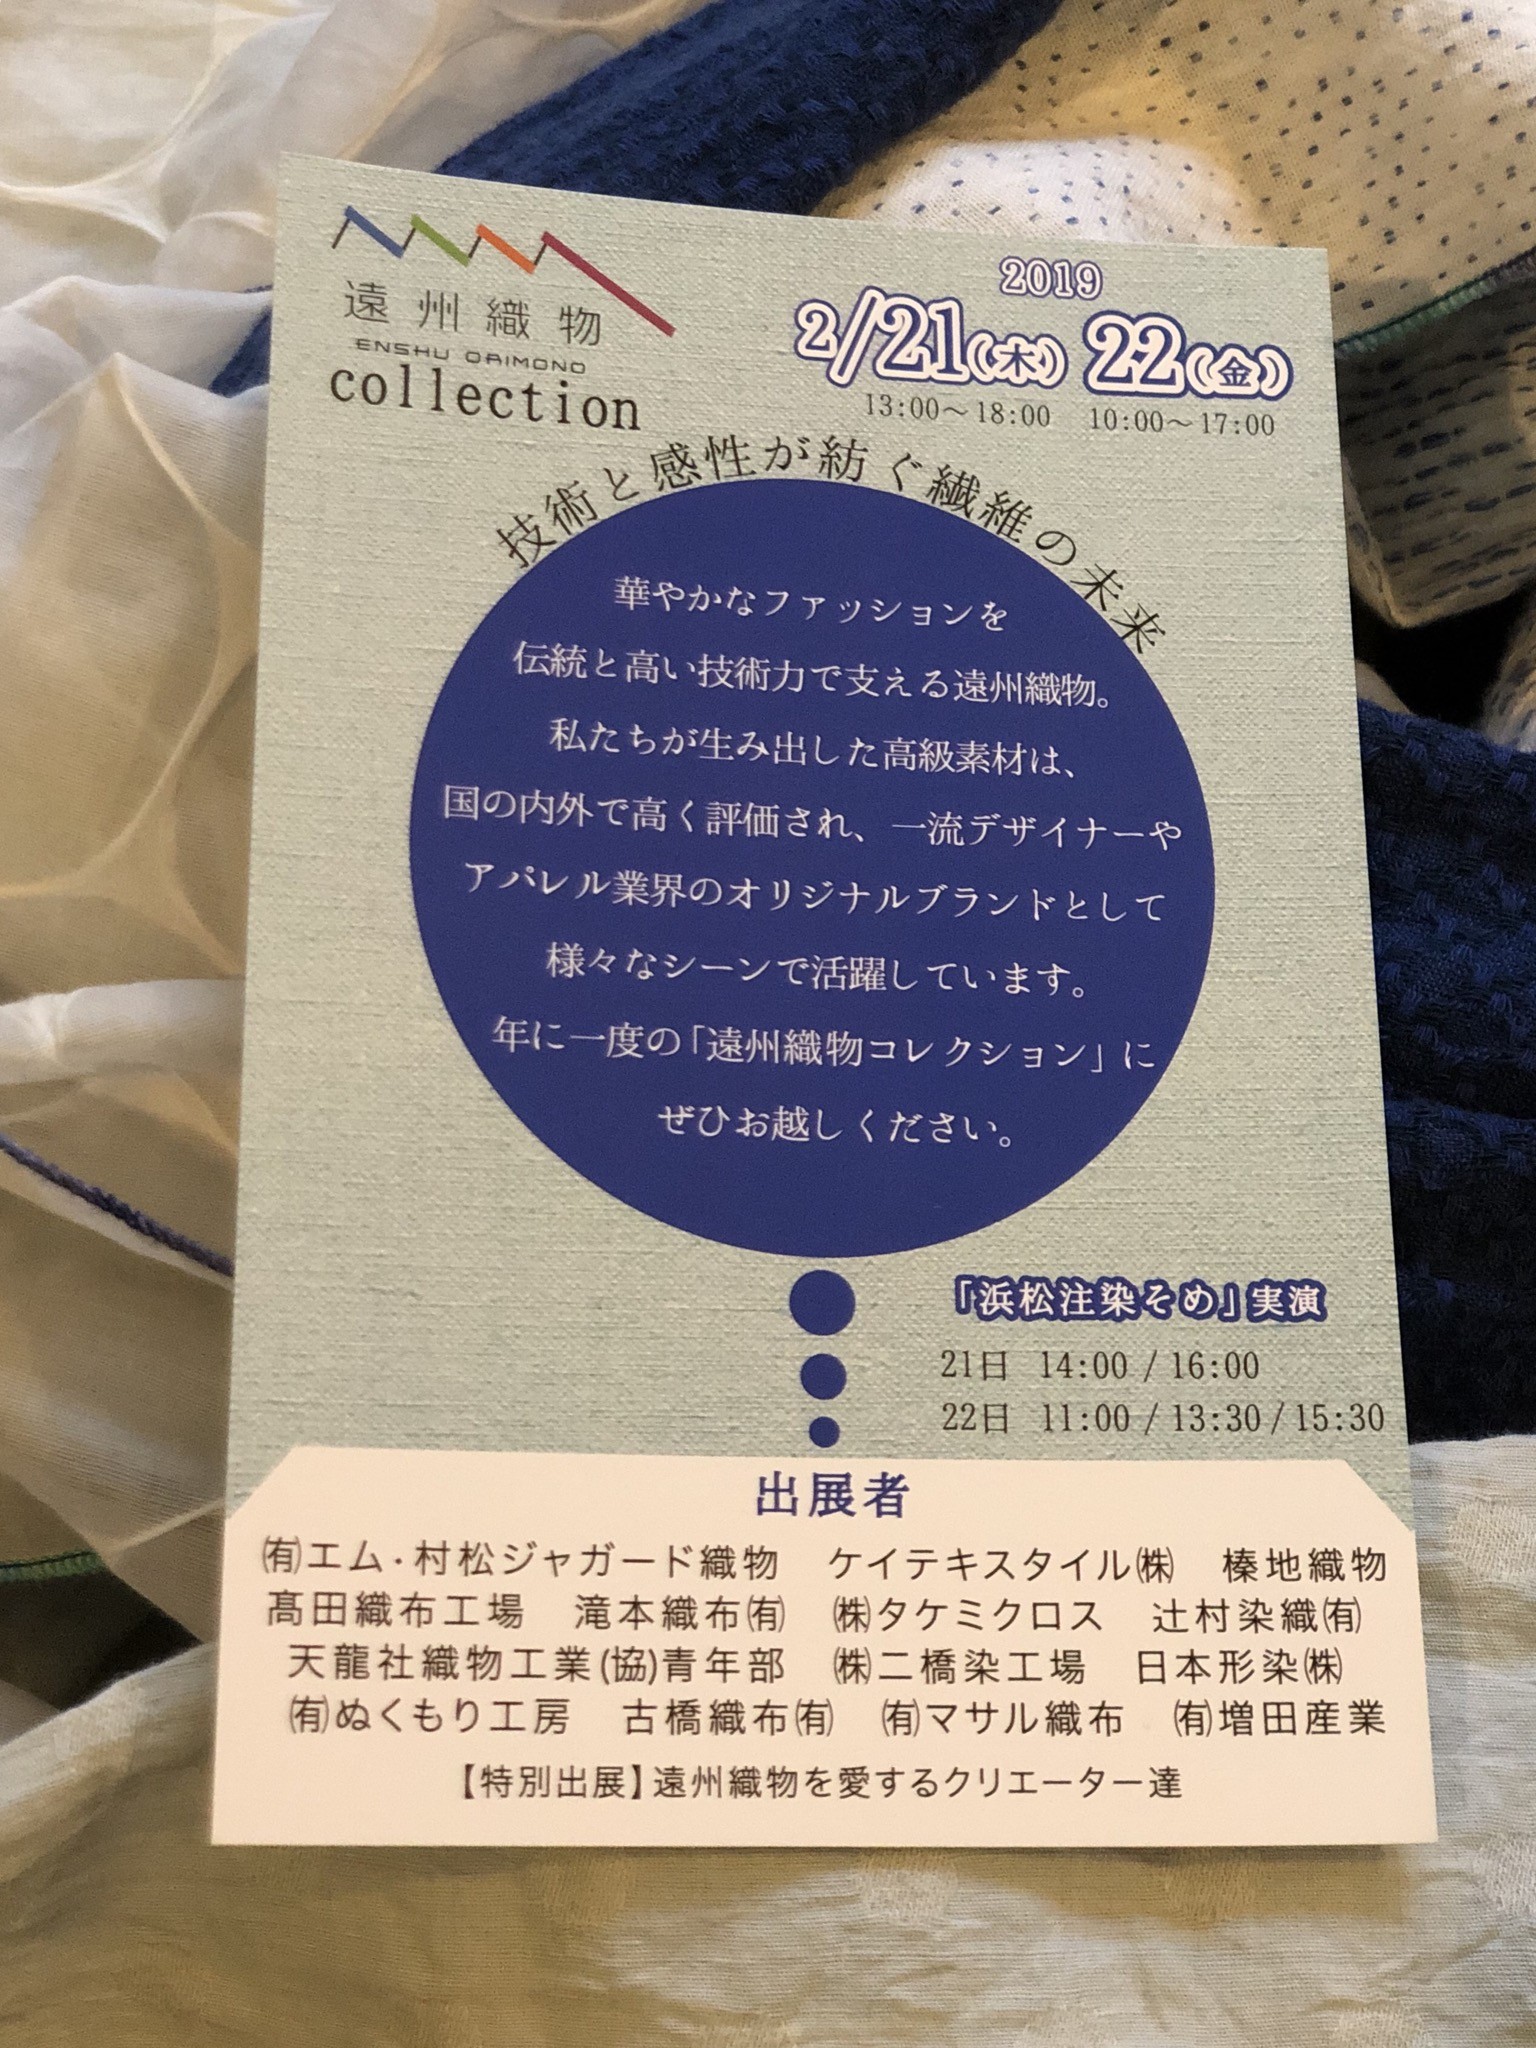 遠州織物
ENSHU ORIMONO
collection
2019
2/21(木) 22(金)
13:00～18:00 10:00～17:00
技術と感性が紡ぐ繊維の未来
華やかなファッションを
伝統と高い技術力で支える遠州織物。
私たちが生み出した高級素材は、
国の内外で高く評価され、一流デザイナーや
アパレル業界のオリジナルブランドとして
様々なシーンで活躍しています。
年に一度の「遠州織物コレクション」に
ぜひお越しください。
「浜松注染そめ」実演
21日 14:00 / 16:00
22日 11:00 / 13:30 / 15:30
出展者
㈲エム・村松ジャガード織物 ケイテキスタイル㈱ 榛地織物
髙田織布工場 滝本織布㈲ ㈱タケミクロス 辻村染織㈲
天龍社織物工業(協)青年部 ㈱二橋染工場 日本形染㈱
㈲ぬくもり工房 古橋織布㈲ ㈲マサル織布 ㈲増田産業
【特別出展】遠州織物を愛するクリエーター達